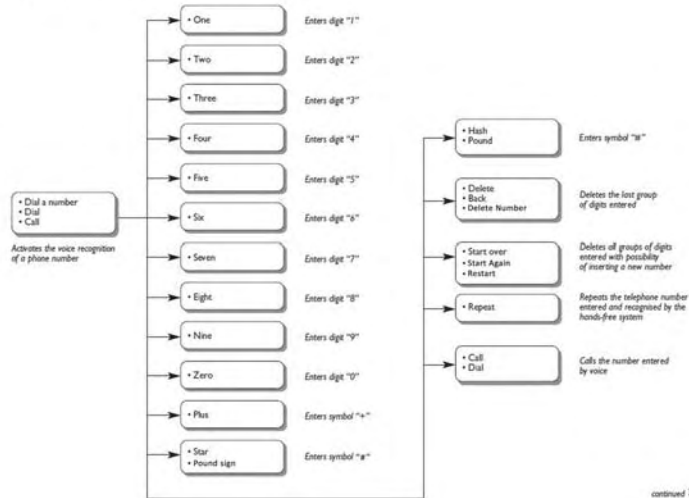 • One
Enters digit "1"
• Two
Enters digit "2"
• Three
Enters digit "3"
• Four
Enters digit "4"
• Five
Enters digit "5"
• Dial a number
• Dial
• Call
Activates the voice recognition
of a phone number
• Six
Enters digit "6"
• Seven
Enters digit "7"
• Eight
Enters digit "8"
• Nine
Enters digit "9"
• Zero
Enters digit "0"
• Plus
Enters symbol "+"
• Star
• Pound sign
Enters symbol "#"
• Hash
• Pound
Enters symbol "#"
• Delete
• Back
• Delete Number
Deletes the last group
of digits entered
• Start over
• Start Again
• Restart
Deletes all groups of digits
entered with possibility
of inserting a new number
• Repeat
Repeats the telephone number
entered and recognised by the
hands-free system
• Call
• Dial
Calls the number entered
by voice
continued